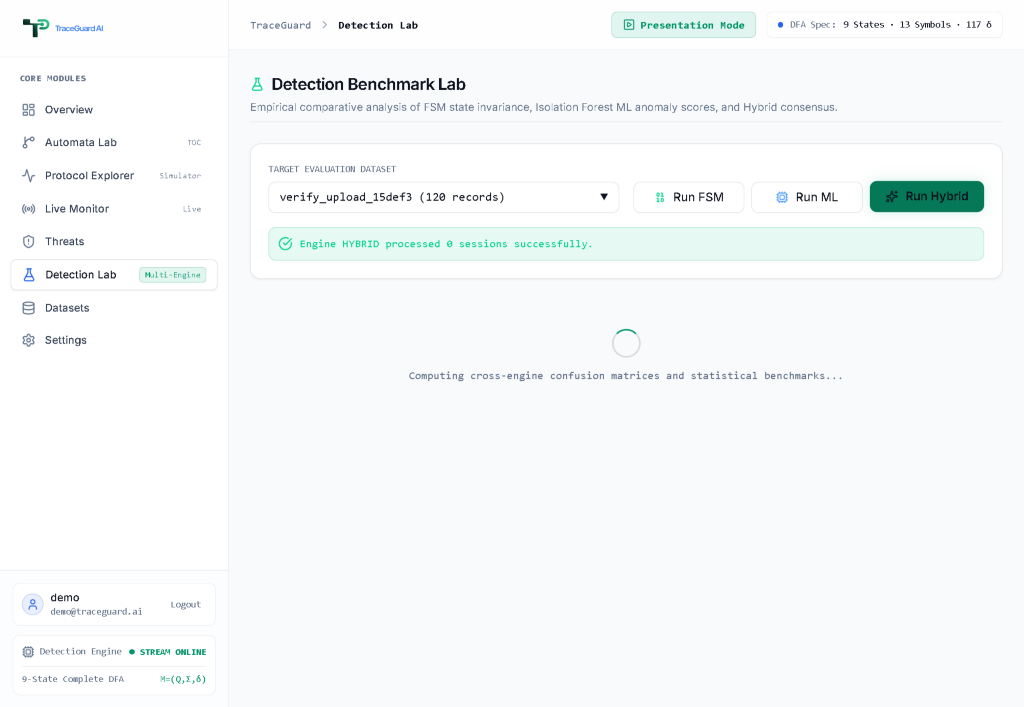 TraceGuard AI
CORE MODULES
Overview
Automata Lab TOC
Protocol Explorer Simulator
Live Monitor Live
Threats
Detection Lab Multi-Engine
Datasets
Settings
demo
demo@traceguard.ai
Logout
Detection Engine STREAM ONLINE
9-State Complete DFA M=(Q,Σ,δ)
TraceGuard > Detection Lab
Presentation Mode
DFA Spec: 9 States · 13 Symbols · 117 δ
Detection Benchmark Lab
Empirical comparative analysis of FSM state invariance, Isolation Forest ML anomaly scores, and Hybrid consensus.
TARGET EVALUATION DATASET
verify_upload_15def3 (120 records) ▼
Run FSM
Run ML
Run Hybrid
Engine HYBRID processed 0 sessions successfully.
Computing cross-engine confusion matrices and statistical benchmarks...